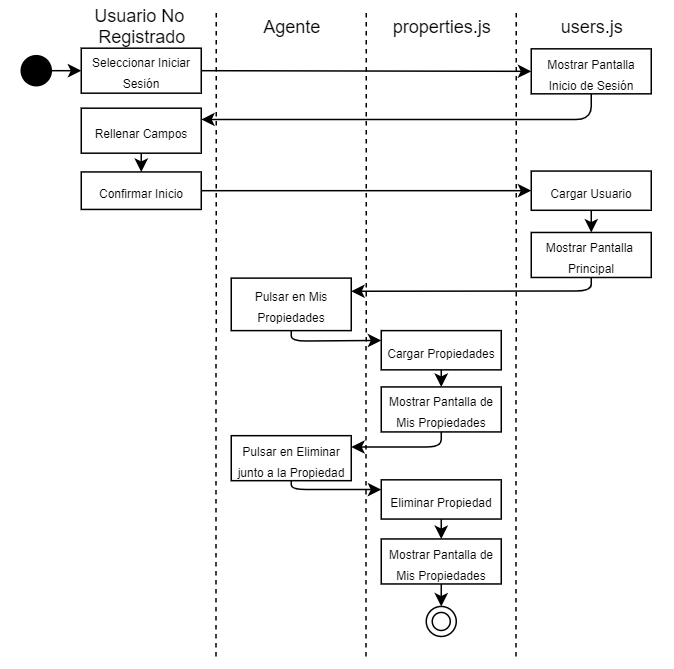 Usuario No
Registrado
Agente
properties.js
users.js
Seleccionar Iniciar
Sesión
Mostrar Pantalla
Inicio de Sesión
Rellenar Campos
Confirmar Inicio
Cargar Usuario
Mostrar Pantalla
Principal
Pulsar en Mis
Propiedades
Cargar Propiedades
Mostrar Pantalla de
Mis Propiedades
Pulsar en Eliminar
junto a la Propiedad
Eliminar Propiedad
Mostrar Pantalla de
Mis Propiedades